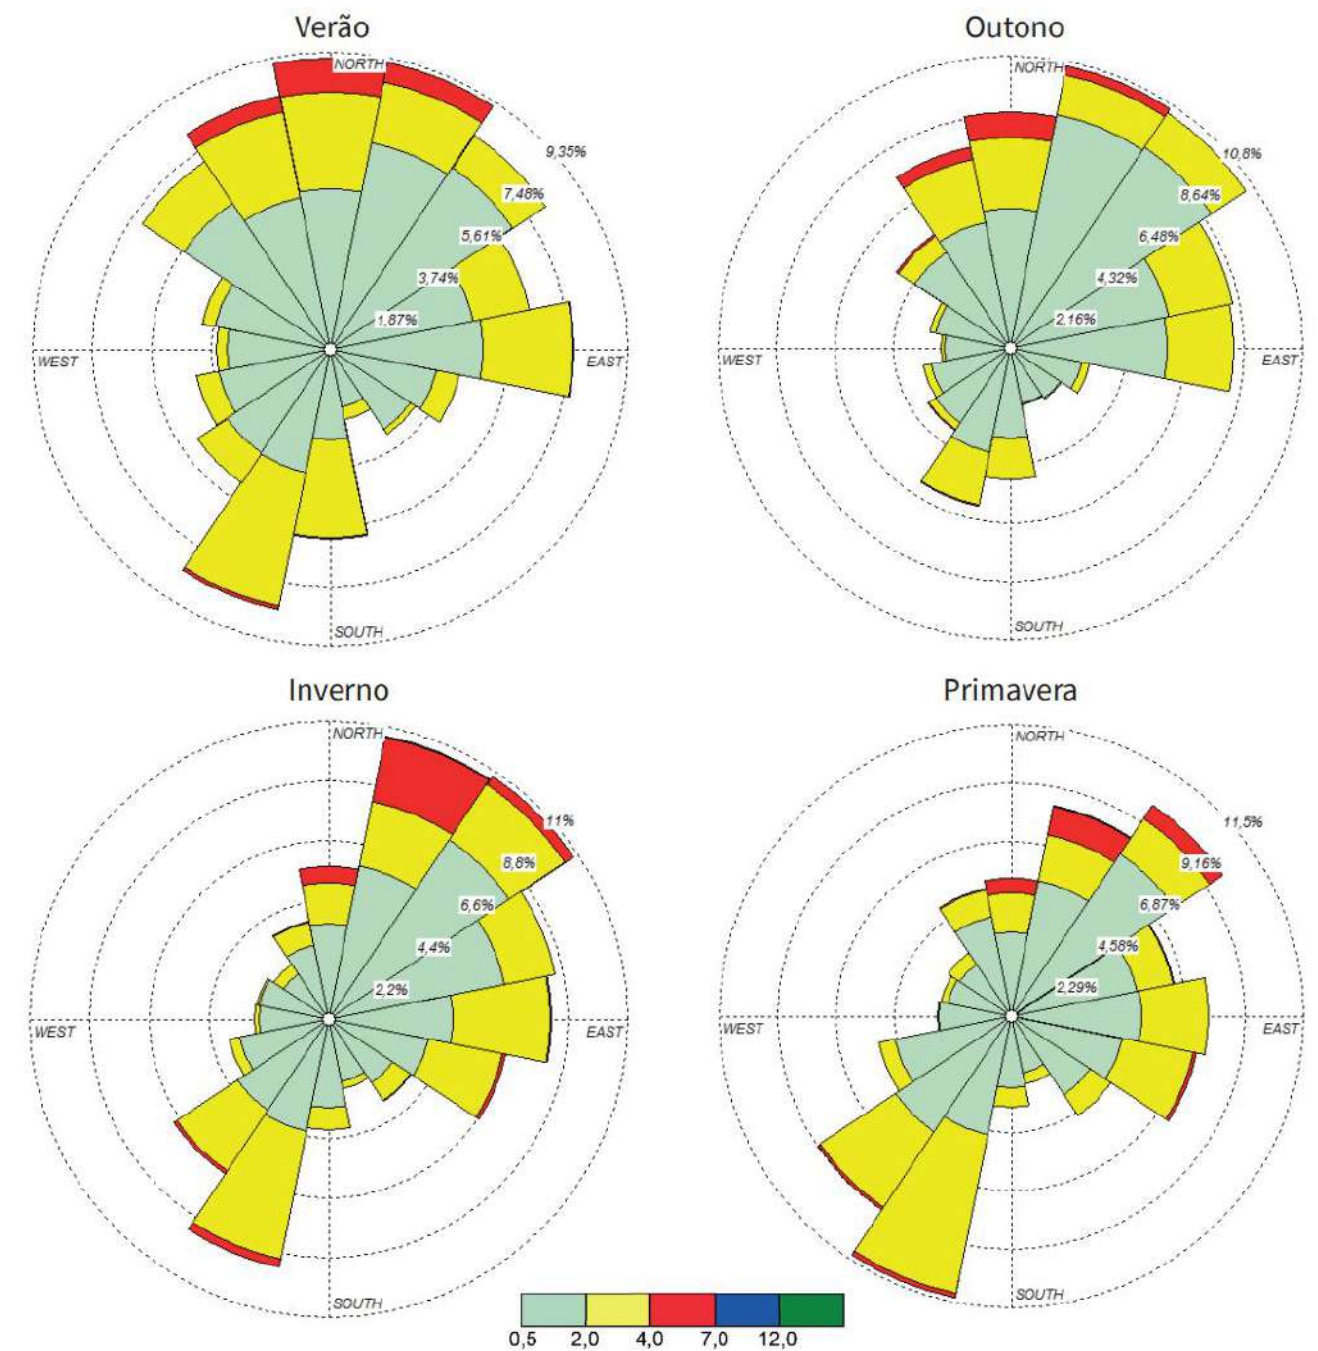 Verão
NORTH
9,35%
7,48%
5,61%
3,74%
1,87%
WEST
EAST
SOUTH
Outono
NORTH
10,8%
8,64%
6,48%
4,32%
2,16%
WEST
EAST
SOUTH
Inverno
NORTH
11%
8,8%
6,6%
4,4%
2,2%
WEST
EAST
SOUTH
Primavera
NORTH
11,5%
9,16%
6,87%
4,58%
2,29%
WEST
EAST
SOUTH
0,5 2,0 4,0 7,0 12,0